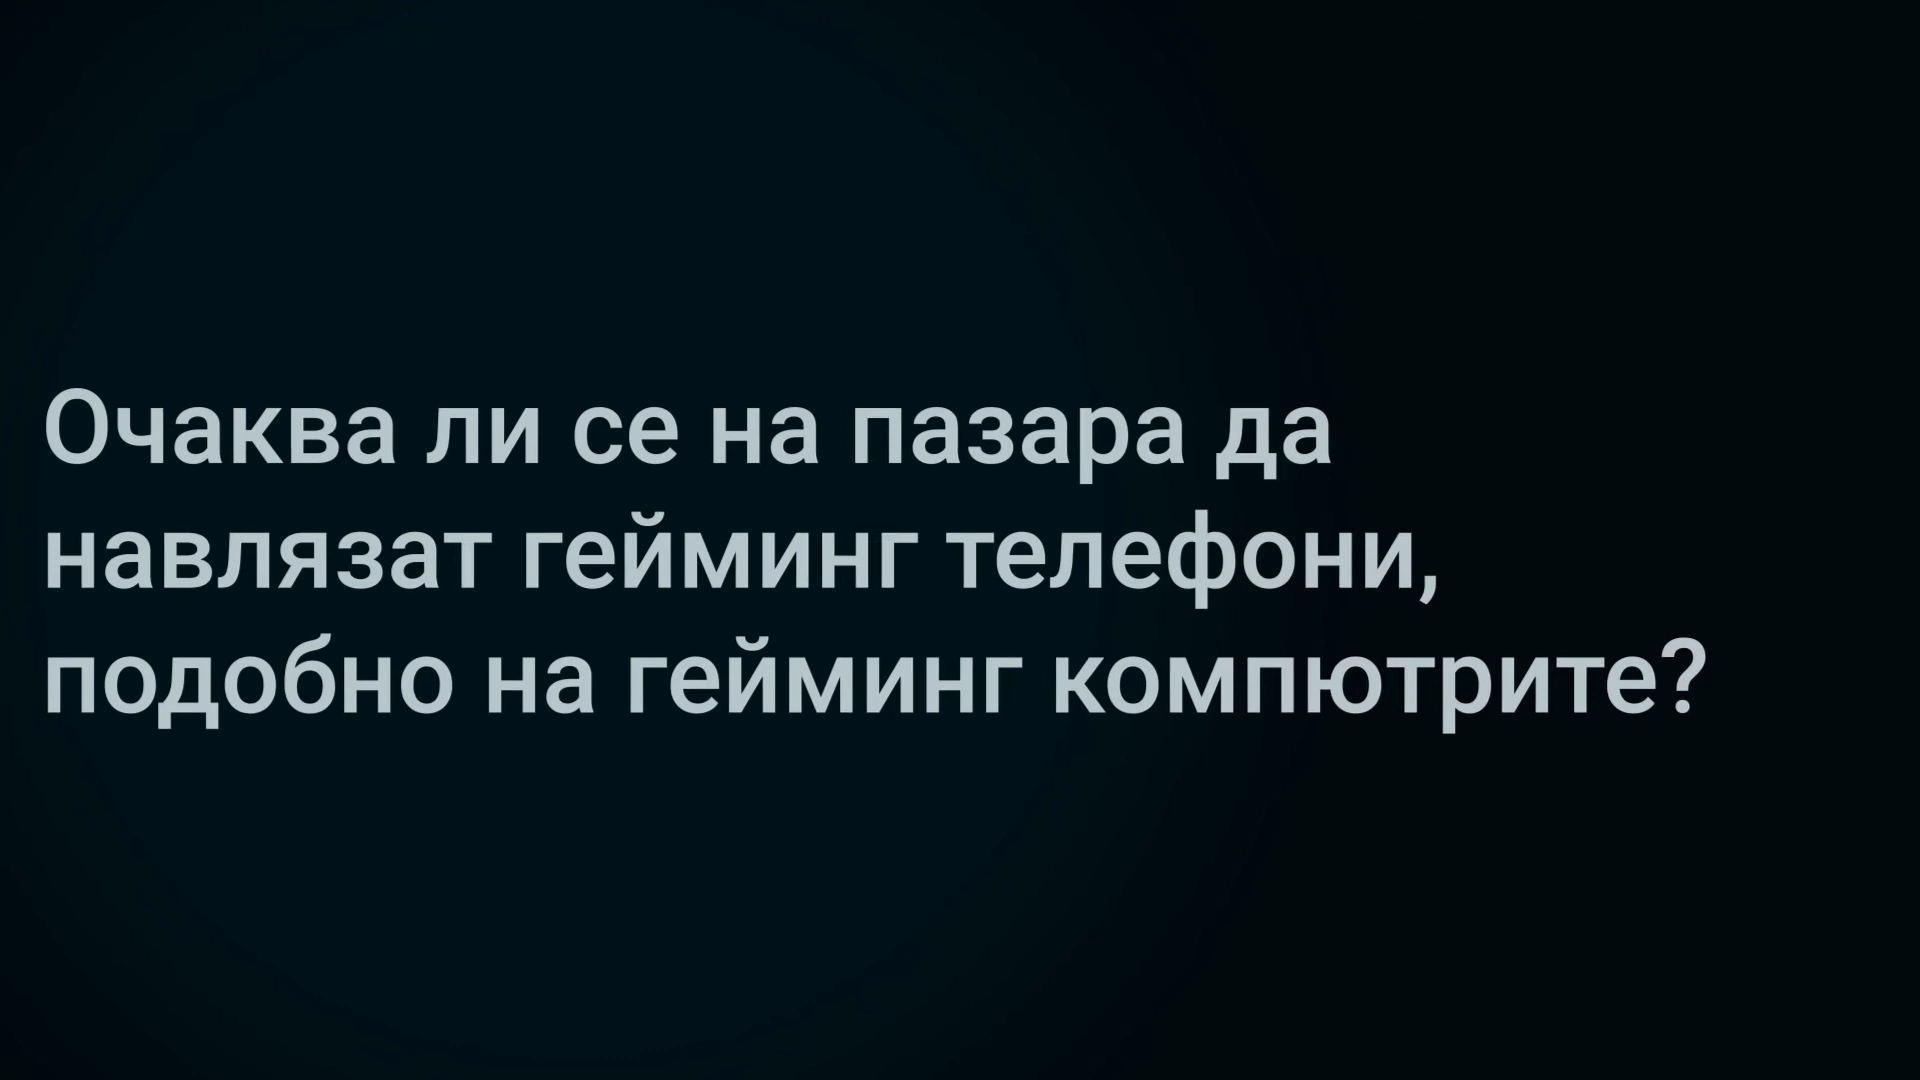 Очаква ли се на пазара да
навлязат гейминг телефони,
подобно на гейминг компютрите?